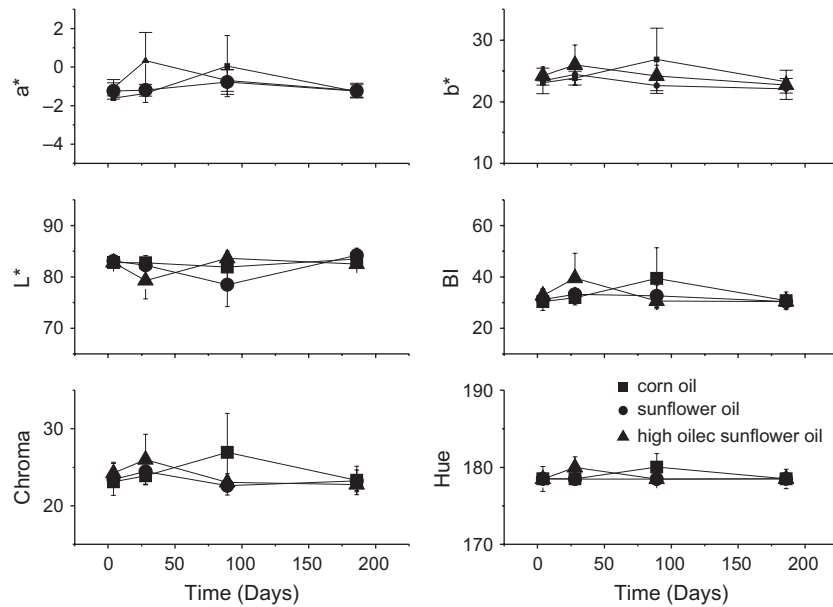 2
0
−2
−4
a*
30
20
10
b*
90
80
70
L*
60
40
20
BI
30
20
Chroma
0
50
100
150
200
Time (Days)
190
180
170
Hue
corn oil
sunflower oil
high oilec sunflower oil
0
50
100
150
200
Time (Days)